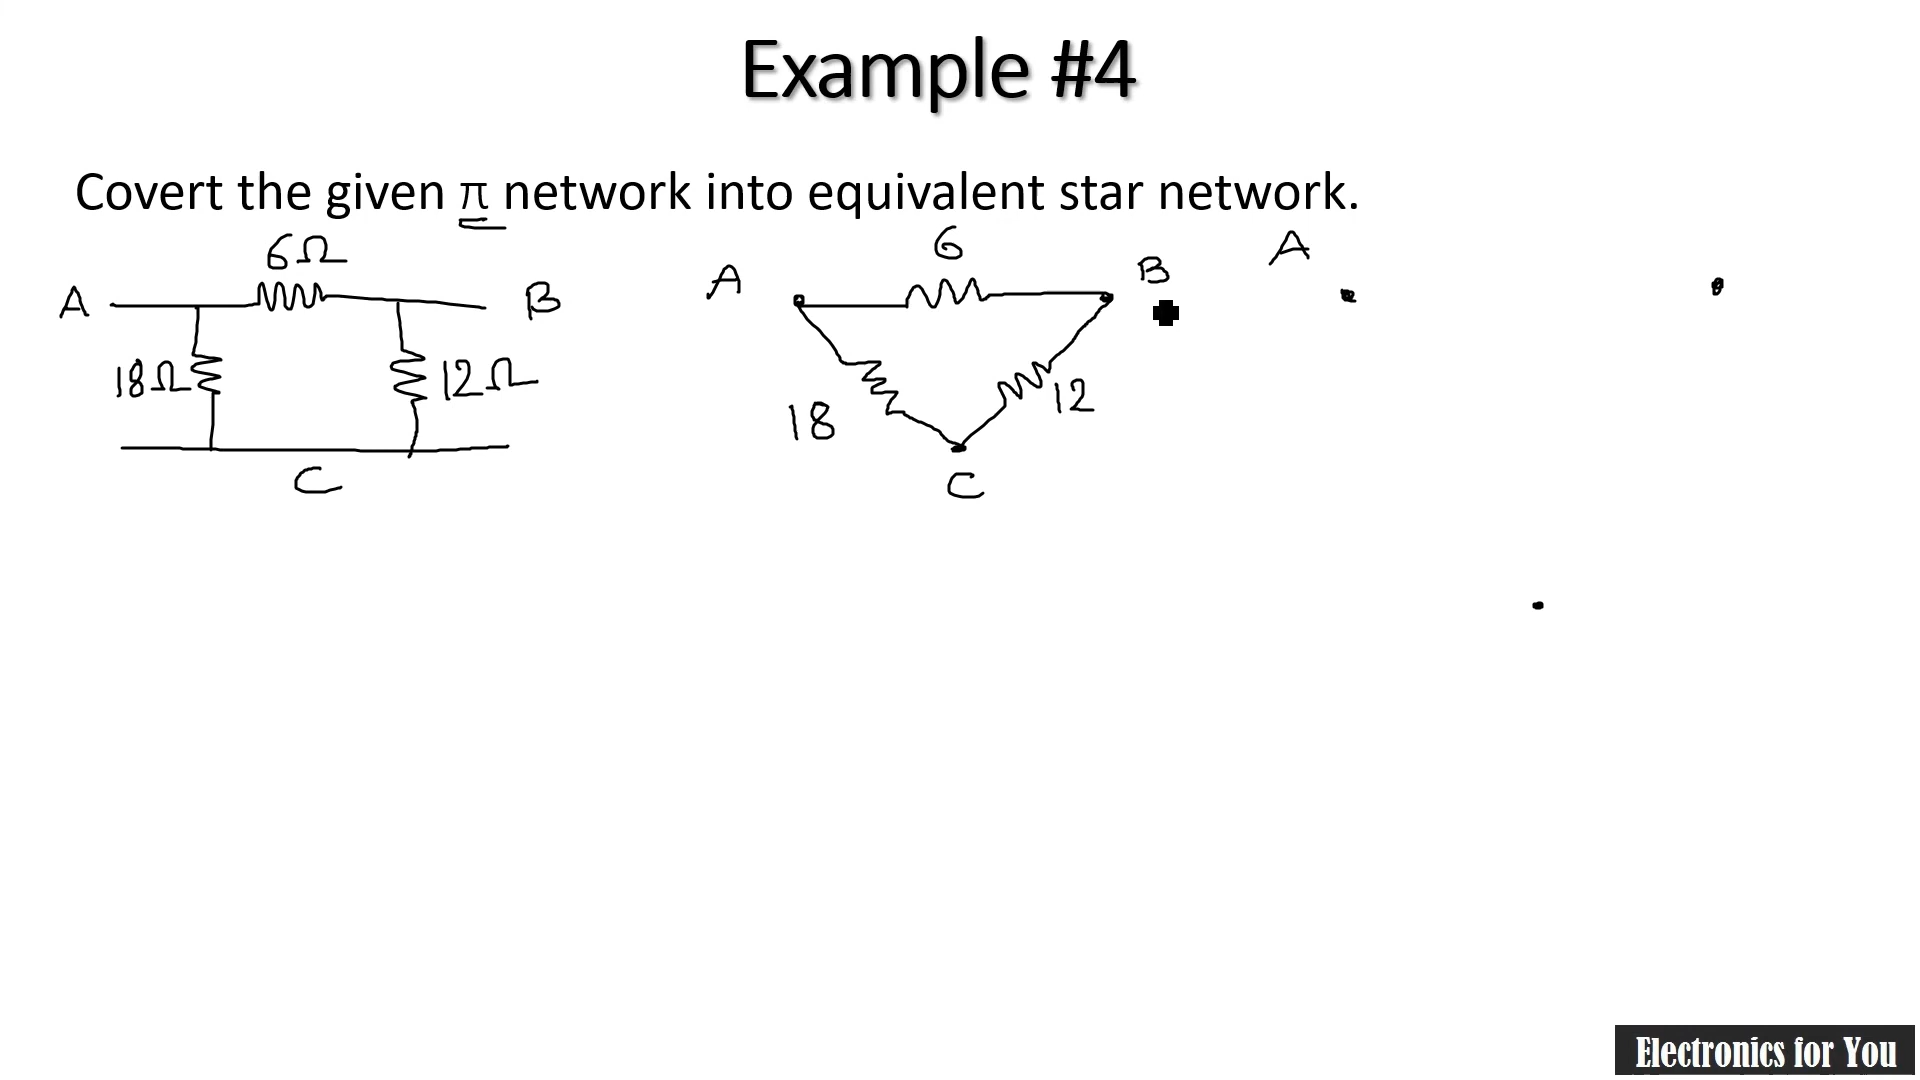 Example #4
Covert the given π network into equivalent star network.
6Ω
A
B
18Ω
12Ω
C
6
A
B
18
12
C
A
Electronics for You